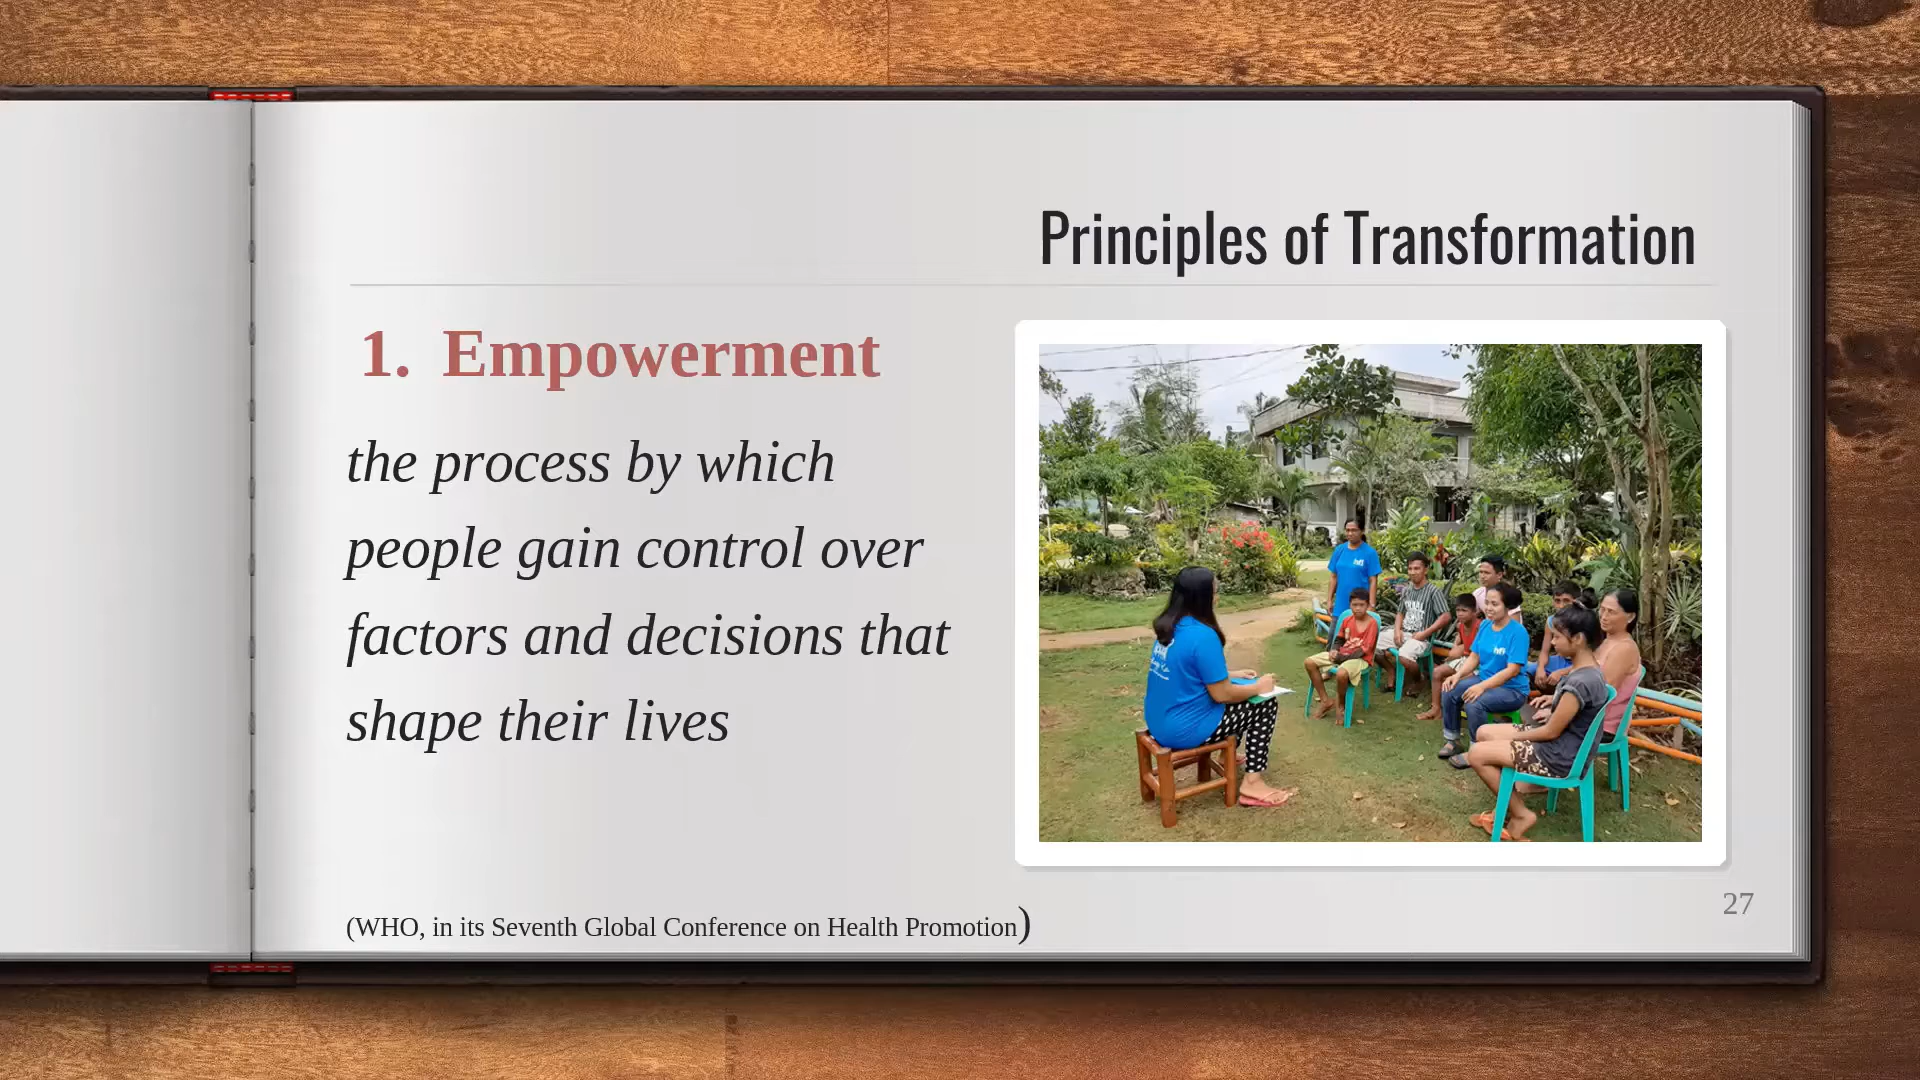 Principles of Transformation
1. Empowerment
the process by which
people gain control over
factors and decisions that
shape their lives
(WHO, in its Seventh Global Conference on Health Promotion)
27